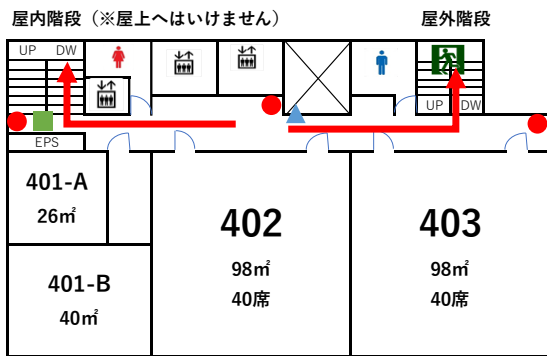 屋内階段(※屋上へはいけません)
屋外階段
UP DW
UP DW
EPS
401-A
26㎡
401-B
40㎡
402
98㎡
40席
403
98㎡
40席